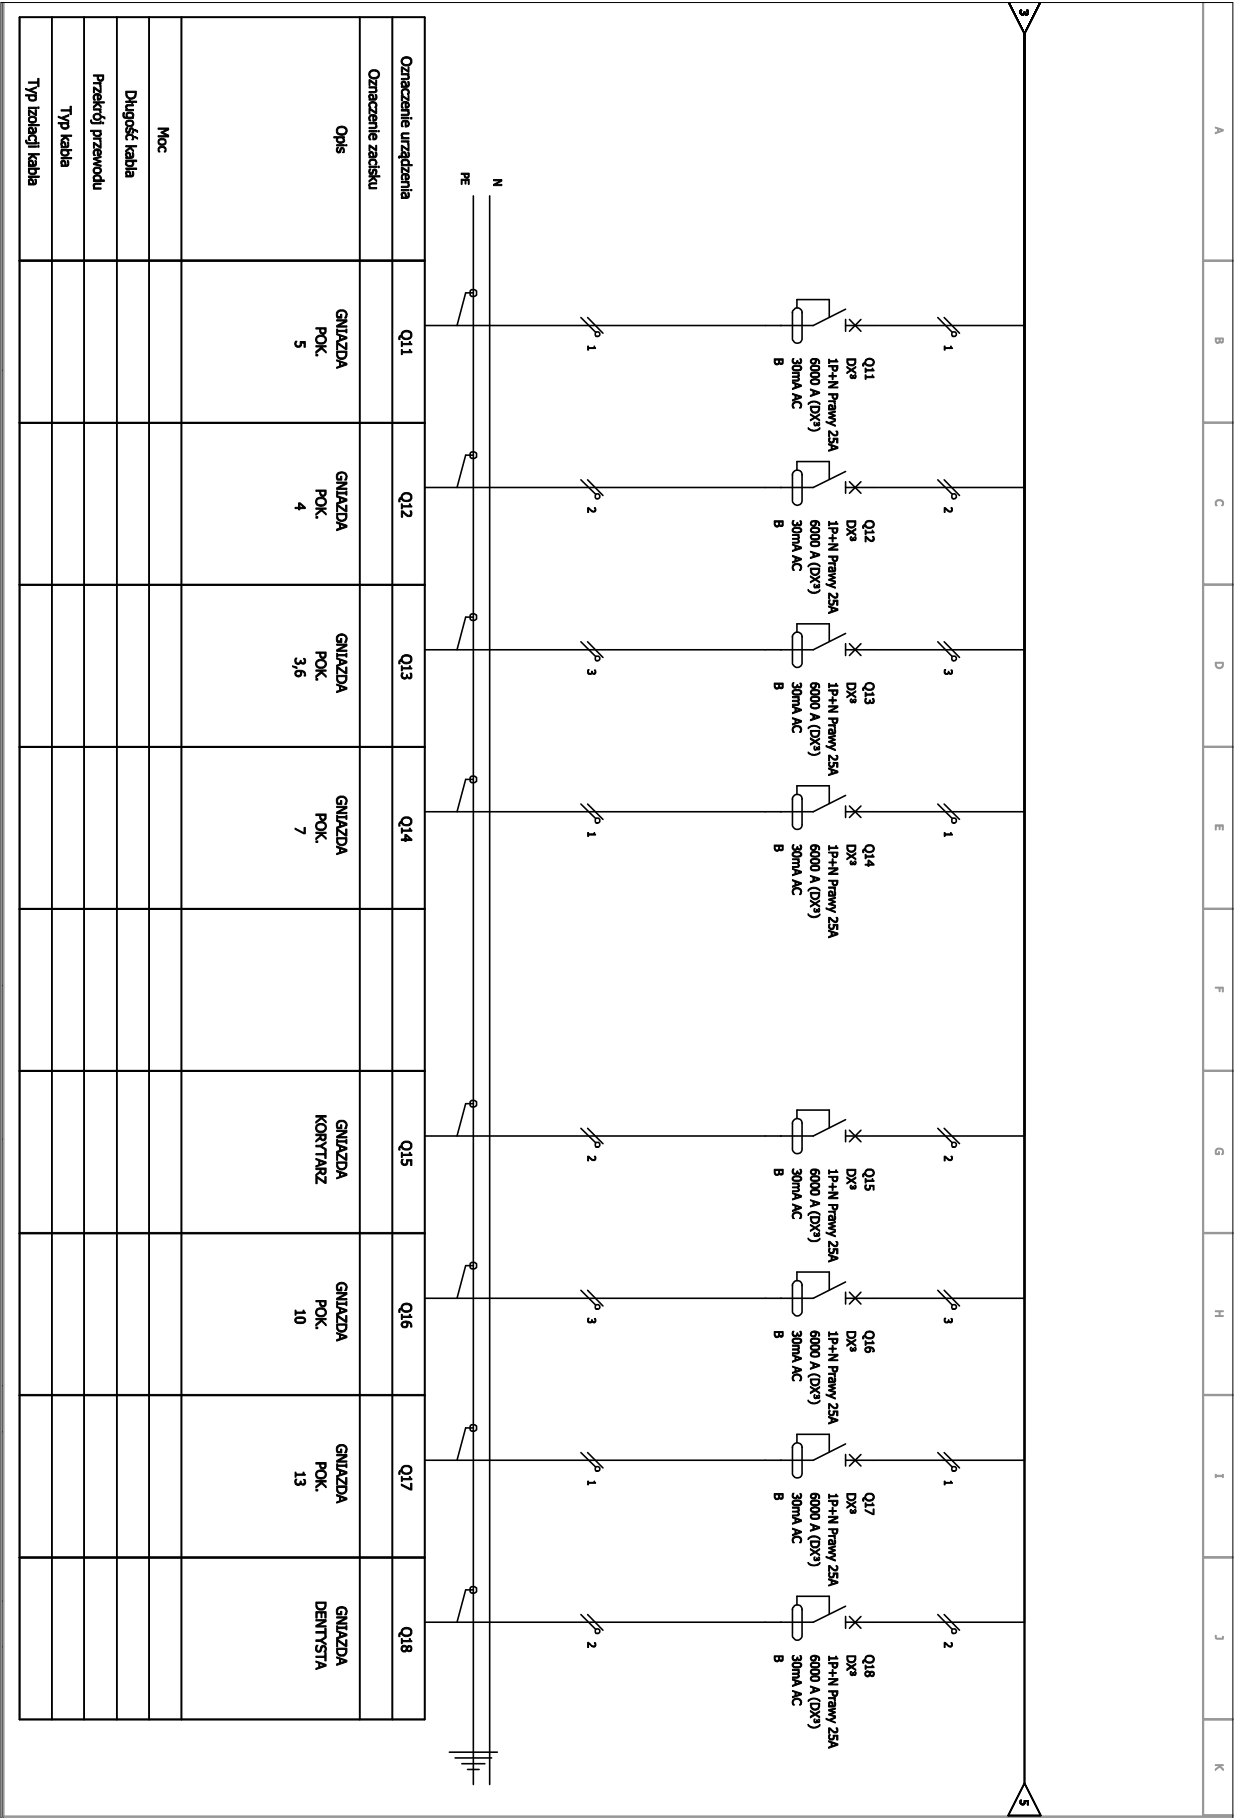 A
B
C
D
E
F
G
H
I
J
K
3
5
1
2
3
1
2
3
1
2
Q11
DX³
1P+N Prawy 25A
6000 A (DX³)
30mA AC
B
Q12
DX³
1P+N Prawy 25A
6000 A (DX³)
30mA AC
B
Q13
DX³
1P+N Prawy 25A
6000 A (DX³)
30mA AC
B
Q14
DX³
1P+N Prawy 25A
6000 A (DX³)
30mA AC
B
Q15
DX³
1P+N Prawy 25A
6000 A (DX³)
30mA AC
B
Q16
DX³
1P+N Prawy 25A
6000 A (DX³)
30mA AC
B
Q17
DX³
1P+N Prawy 25A
6000 A (DX³)
30mA AC
B
Q18
DX³
1P+N Prawy 25A
6000 A (DX³)
30mA AC
B
1
2
3
1
2
3
1
2
N
PE
Oznaczenie urządzenia
Q11
Q12
Q13
Q14
Q15
Q16
Q17
Q18
Oznaczenie zacisku
Opis
GNIAZDA
POK.
5
GNIAZDA
POK.
4
GNIAZDA
POK.
3,6
GNIAZDA
POK.
7
GNIAZDA
KORYTARZ
GNIAZDA
POK.
10
GNIAZDA
POK.
13
GNIAZDA
DENTYSTA
Moc
Długość kabla
Przekrój przewodu
Typ kabla
Typ izolacji kabla